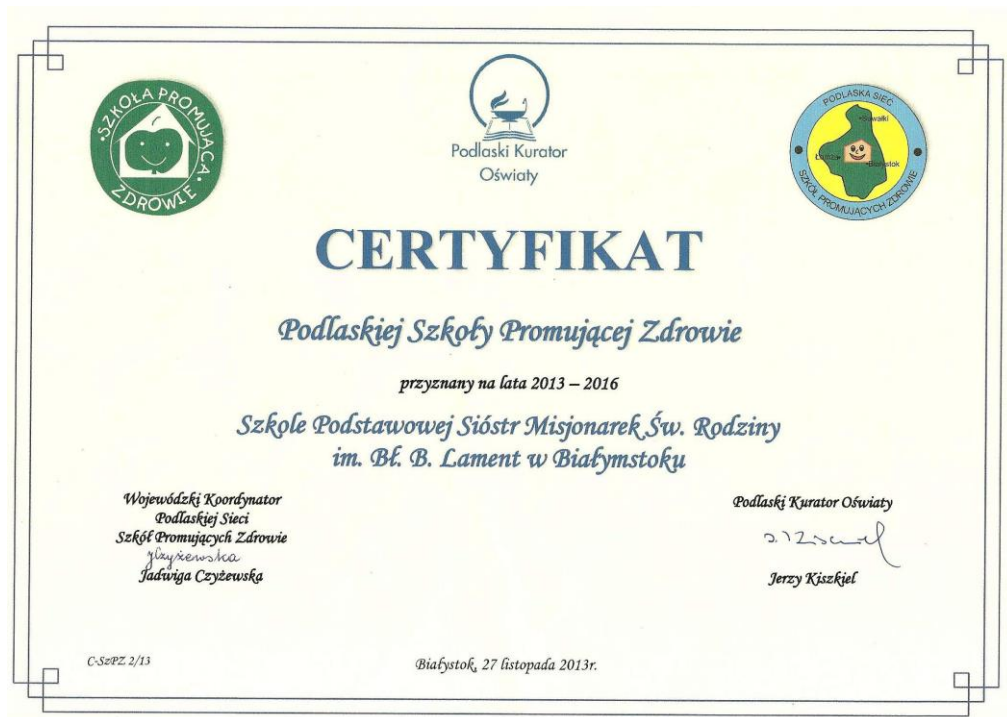 SZKOŁA PROMUJĄCA
ZDROWIE
Podlaski Kurator
Oświaty
PODLASKA SIEĆ
Suwałki
Łomża
Białystok
SZKÓŁ PROMUJĄCYCH ZDROWIE
CERTYFIKAT
Podlaskiej Szkoły Promującej Zdrowie
przyznany na lata 2013 – 2016
Szkole Podstawowej Sióstr Misjonarek Św. Rodziny
im. Bł. B. Lament w Białymstoku
Wojewódzki Koordynator
Podlaskiej Sieci
Szkół Promujących Zdrowie
JCzyżewska
Jadwiga Czyżewska
Podlaski Kurator Oświaty
Jerzy Kiszkiel
C-SzPZ 2/13
Białystok, 27 listopada 2013r.